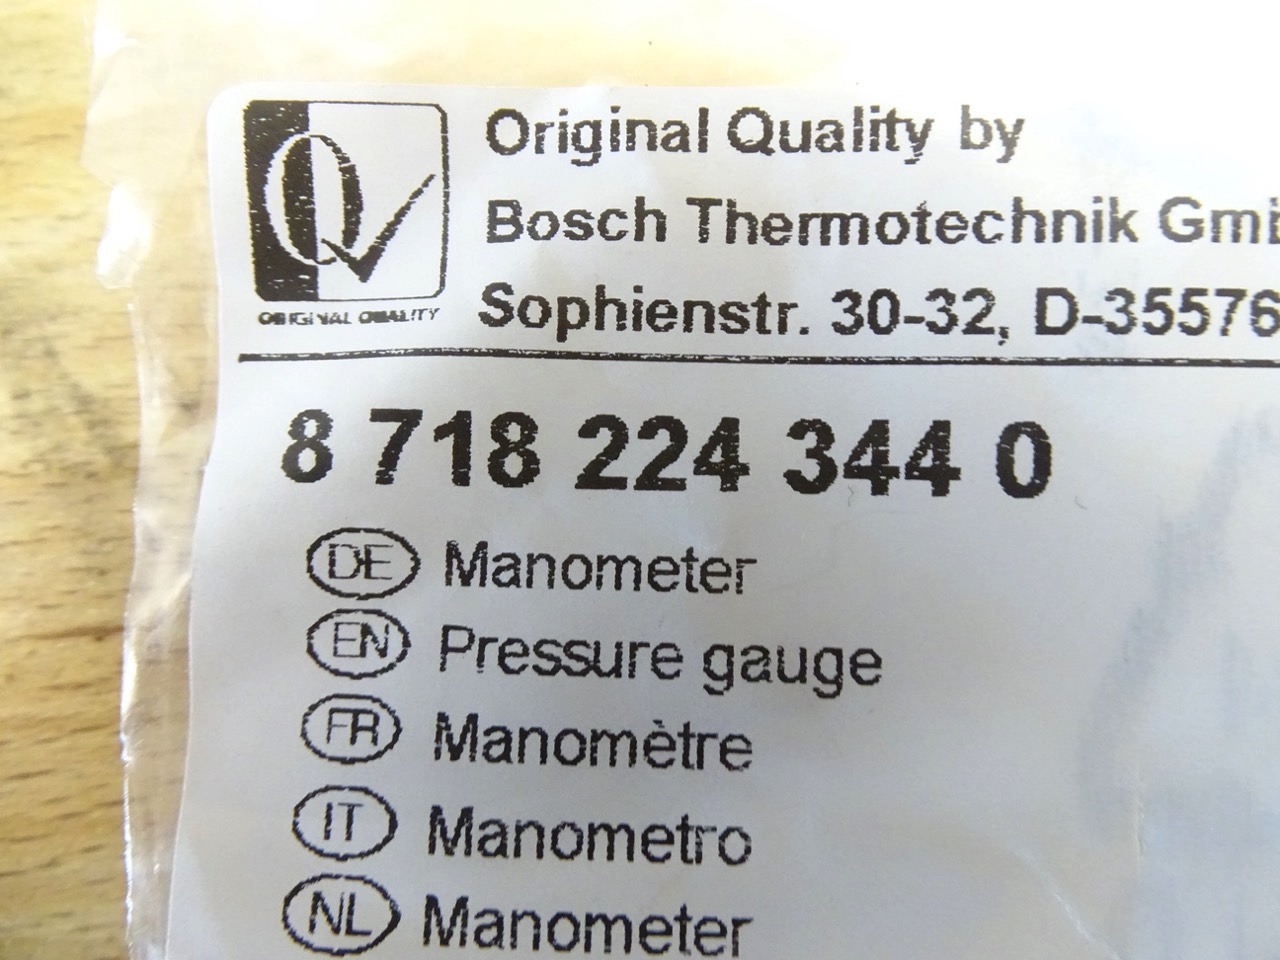 Original Quality by
Bosch Thermotechnik Gmb
Sophienstr. 30-32, D-35576
ORIGINAL QUALITY
8 718 224 344 0
DE Manometer
EN Pressure gauge
FR Manomètre
IT Manometro
NL Manometer